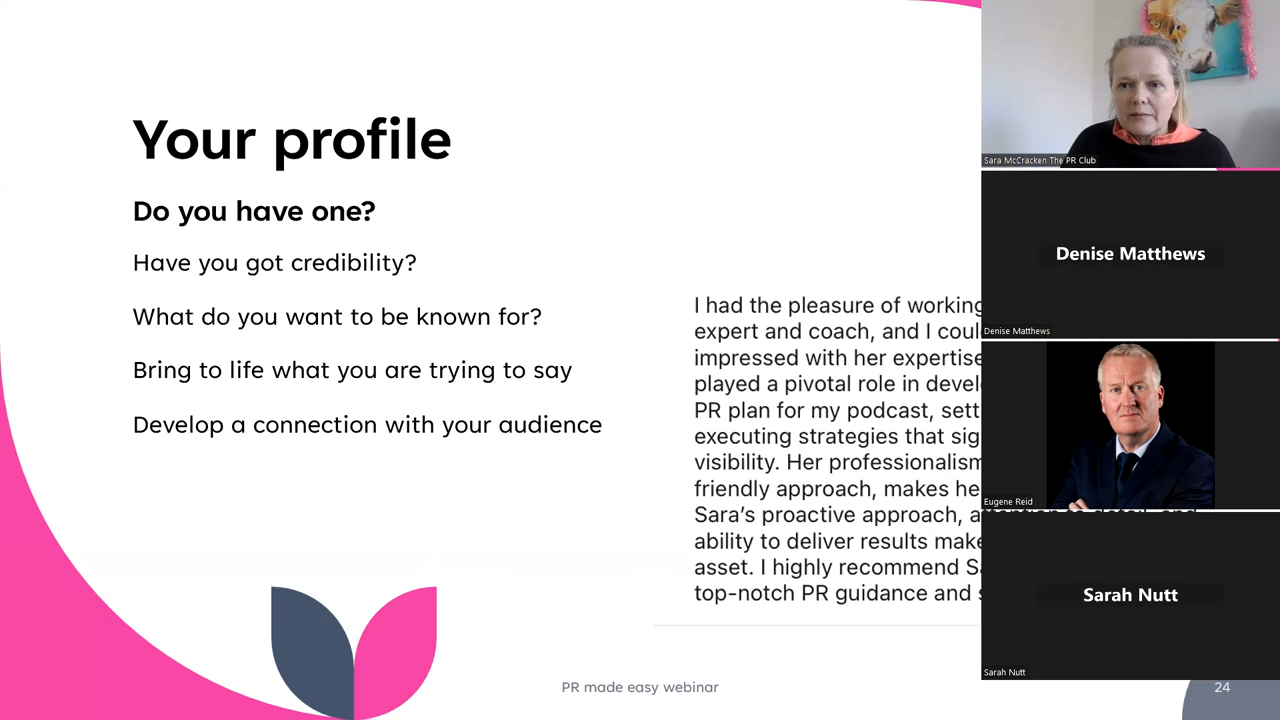 Your profile
Do you have one?
Have you got credibility?
What do you want to be known for?
Bring to life what you are trying to say
Develop a connection with your audience
I had the pleasure of working
expert and coach, and I coul
impressed with her expertise
played a pivotal role in devel
PR plan for my podcast, sett
executing strategies that sig
visibility. Her professionalism
friendly approach, makes he
Sara’s proactive approach, a
ability to deliver results make
asset. I highly recommend Sa
top-notch PR guidance and s
PR made easy webinar
24
Sara McCracken The PR Club
Denise Matthews
Denise Matthews
Eugene Reid
Sarah Nutt
Sarah Nutt